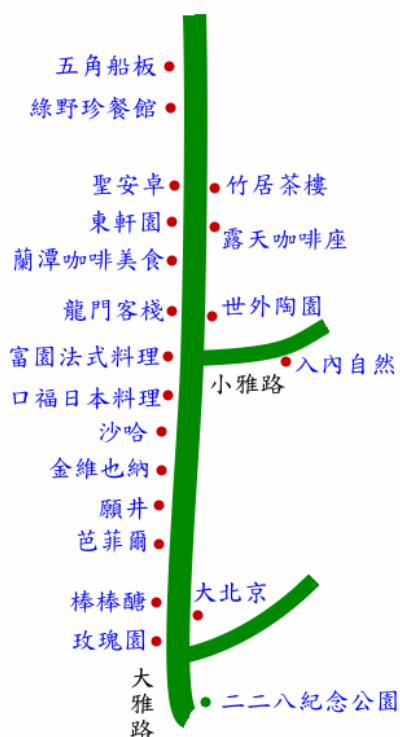 五角船板
綠野珍餐館
聖安卓
竹居茶樓
東軒園
露天咖啡座
蘭潭咖啡美食
龍門客棧
世外陶園
富園法式料理
入內自然
小雅路
口福日本料理
沙哈
金維也納
願井
芭菲爾
棒棒醣
大北京
玫瑰園
大雅路
二二八紀念公園